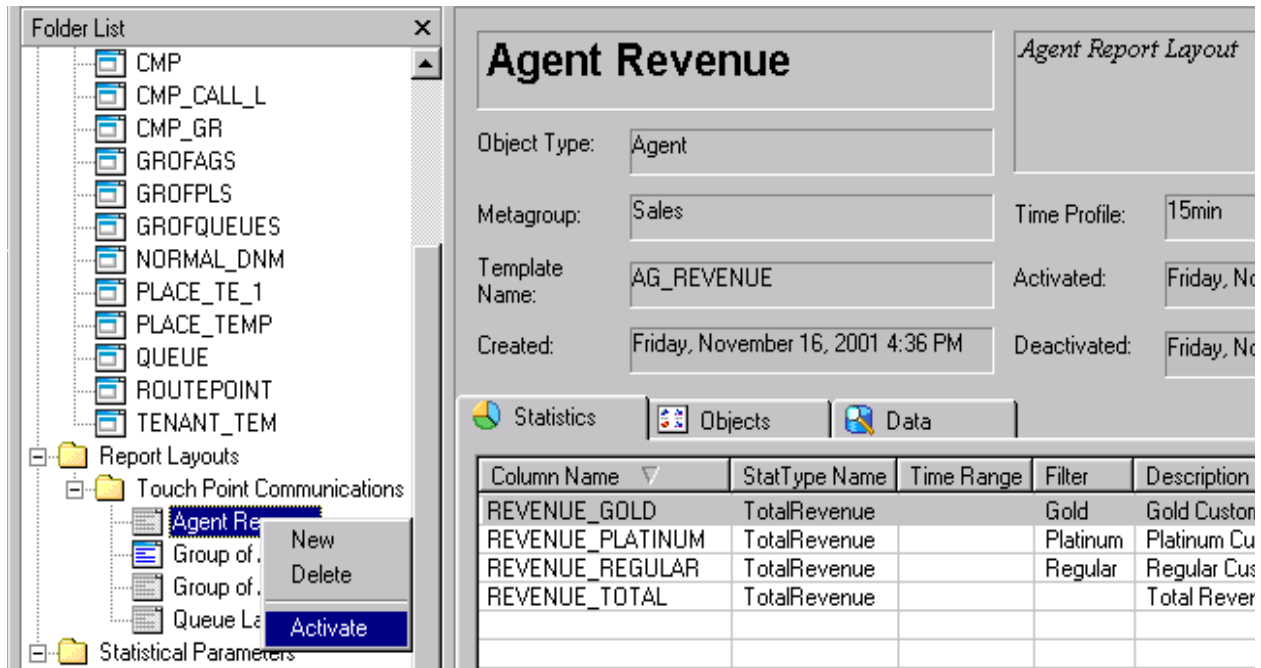 Folder List
CMP
CMP_CALL_L
CMP_GR
GROFAGS
GROFPLS
GROFQUEUES
NORMAL_DNM
PLACE_TE_1
PLACE_TEMP
QUEUE
ROUTEPOINT
TENANT_TEM
Report Layouts
Touch Point Communications
Agent Re
Group of
Group of
Queue La
Statistical Parameters
New
Delete
Activate
Agent Revenue
Agent Report Layout
Object Type: Agent
Metagroup: Sales
Time Profile: 15min
Template Name: AG_REVENUE
Activated: Friday, No
Created: Friday, November 16, 2001 4:36 PM
Deactivated: Friday, No
Statistics Objects Data
Column Name StatType Name Time Range Filter Description
REVENUE_GOLD TotalRevenue Gold Gold Custom
REVENUE_PLATINUM TotalRevenue Platinum Platinum Cu
REVENUE_REGULAR TotalRevenue Regular Regular Cus
REVENUE_TOTAL TotalRevenue Total Rever